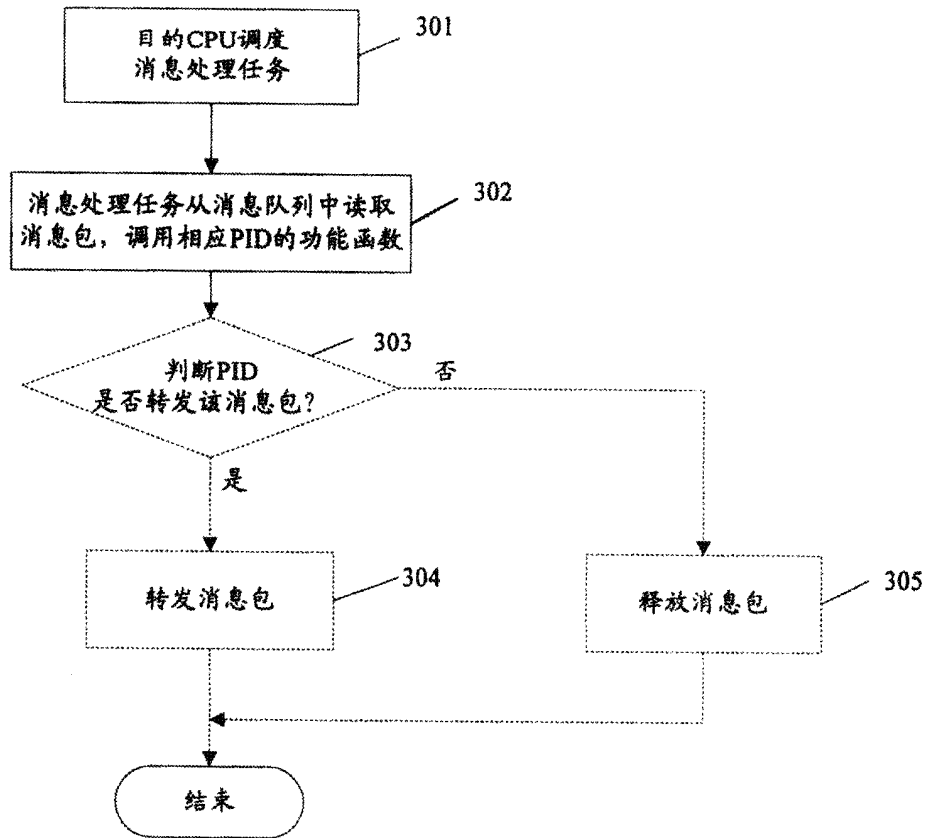 目的CPU调度
消息处理任务
301
消息处理任务从消息队列中读取
消息包，调用相应PID的功能函数
302
判断PID
是否转发该消息包？
303
否
是
转发消息包
304
释放消息包
305
结束